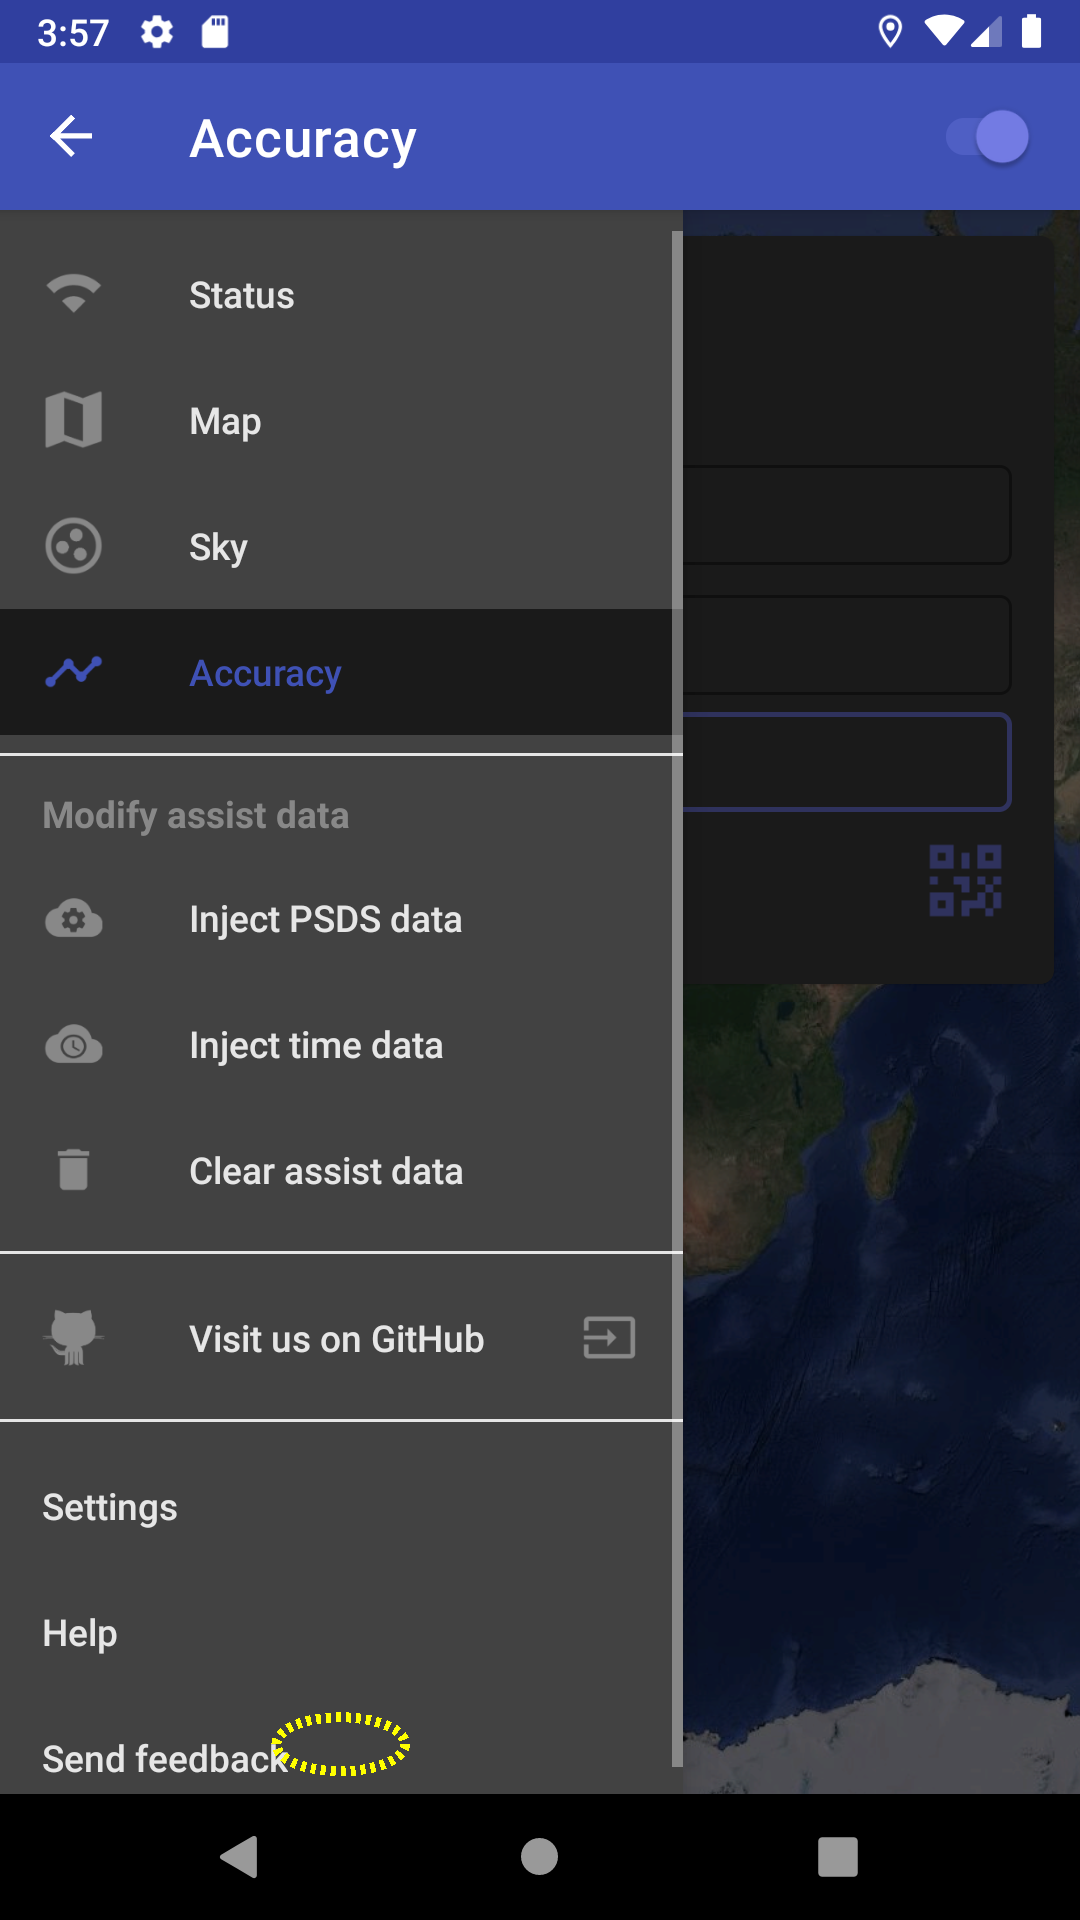 3:57
Accuracy
Status
Map
Sky
Accuracy
Modify assist data
Inject PSDS data
Inject time data
Clear assist data
Visit us on GitHub
Settings
Help
Send feedback